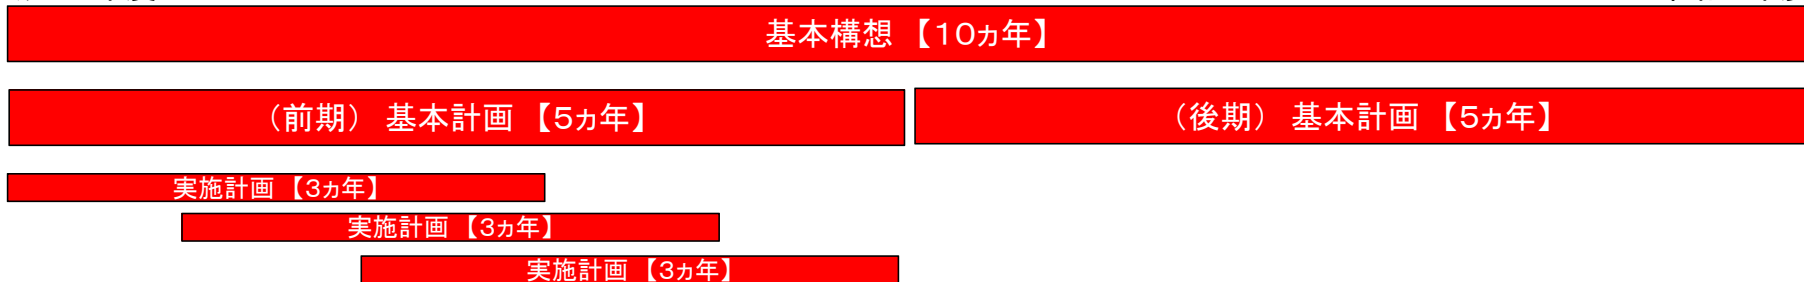 基本構想 【10ヵ年】
（前期） 基本計画 【5ヵ年】
（後期） 基本計画 【5ヵ年】
実施計画 【3ヵ年】
実施計画 【3ヵ年】
実施計画 【3ヵ年】